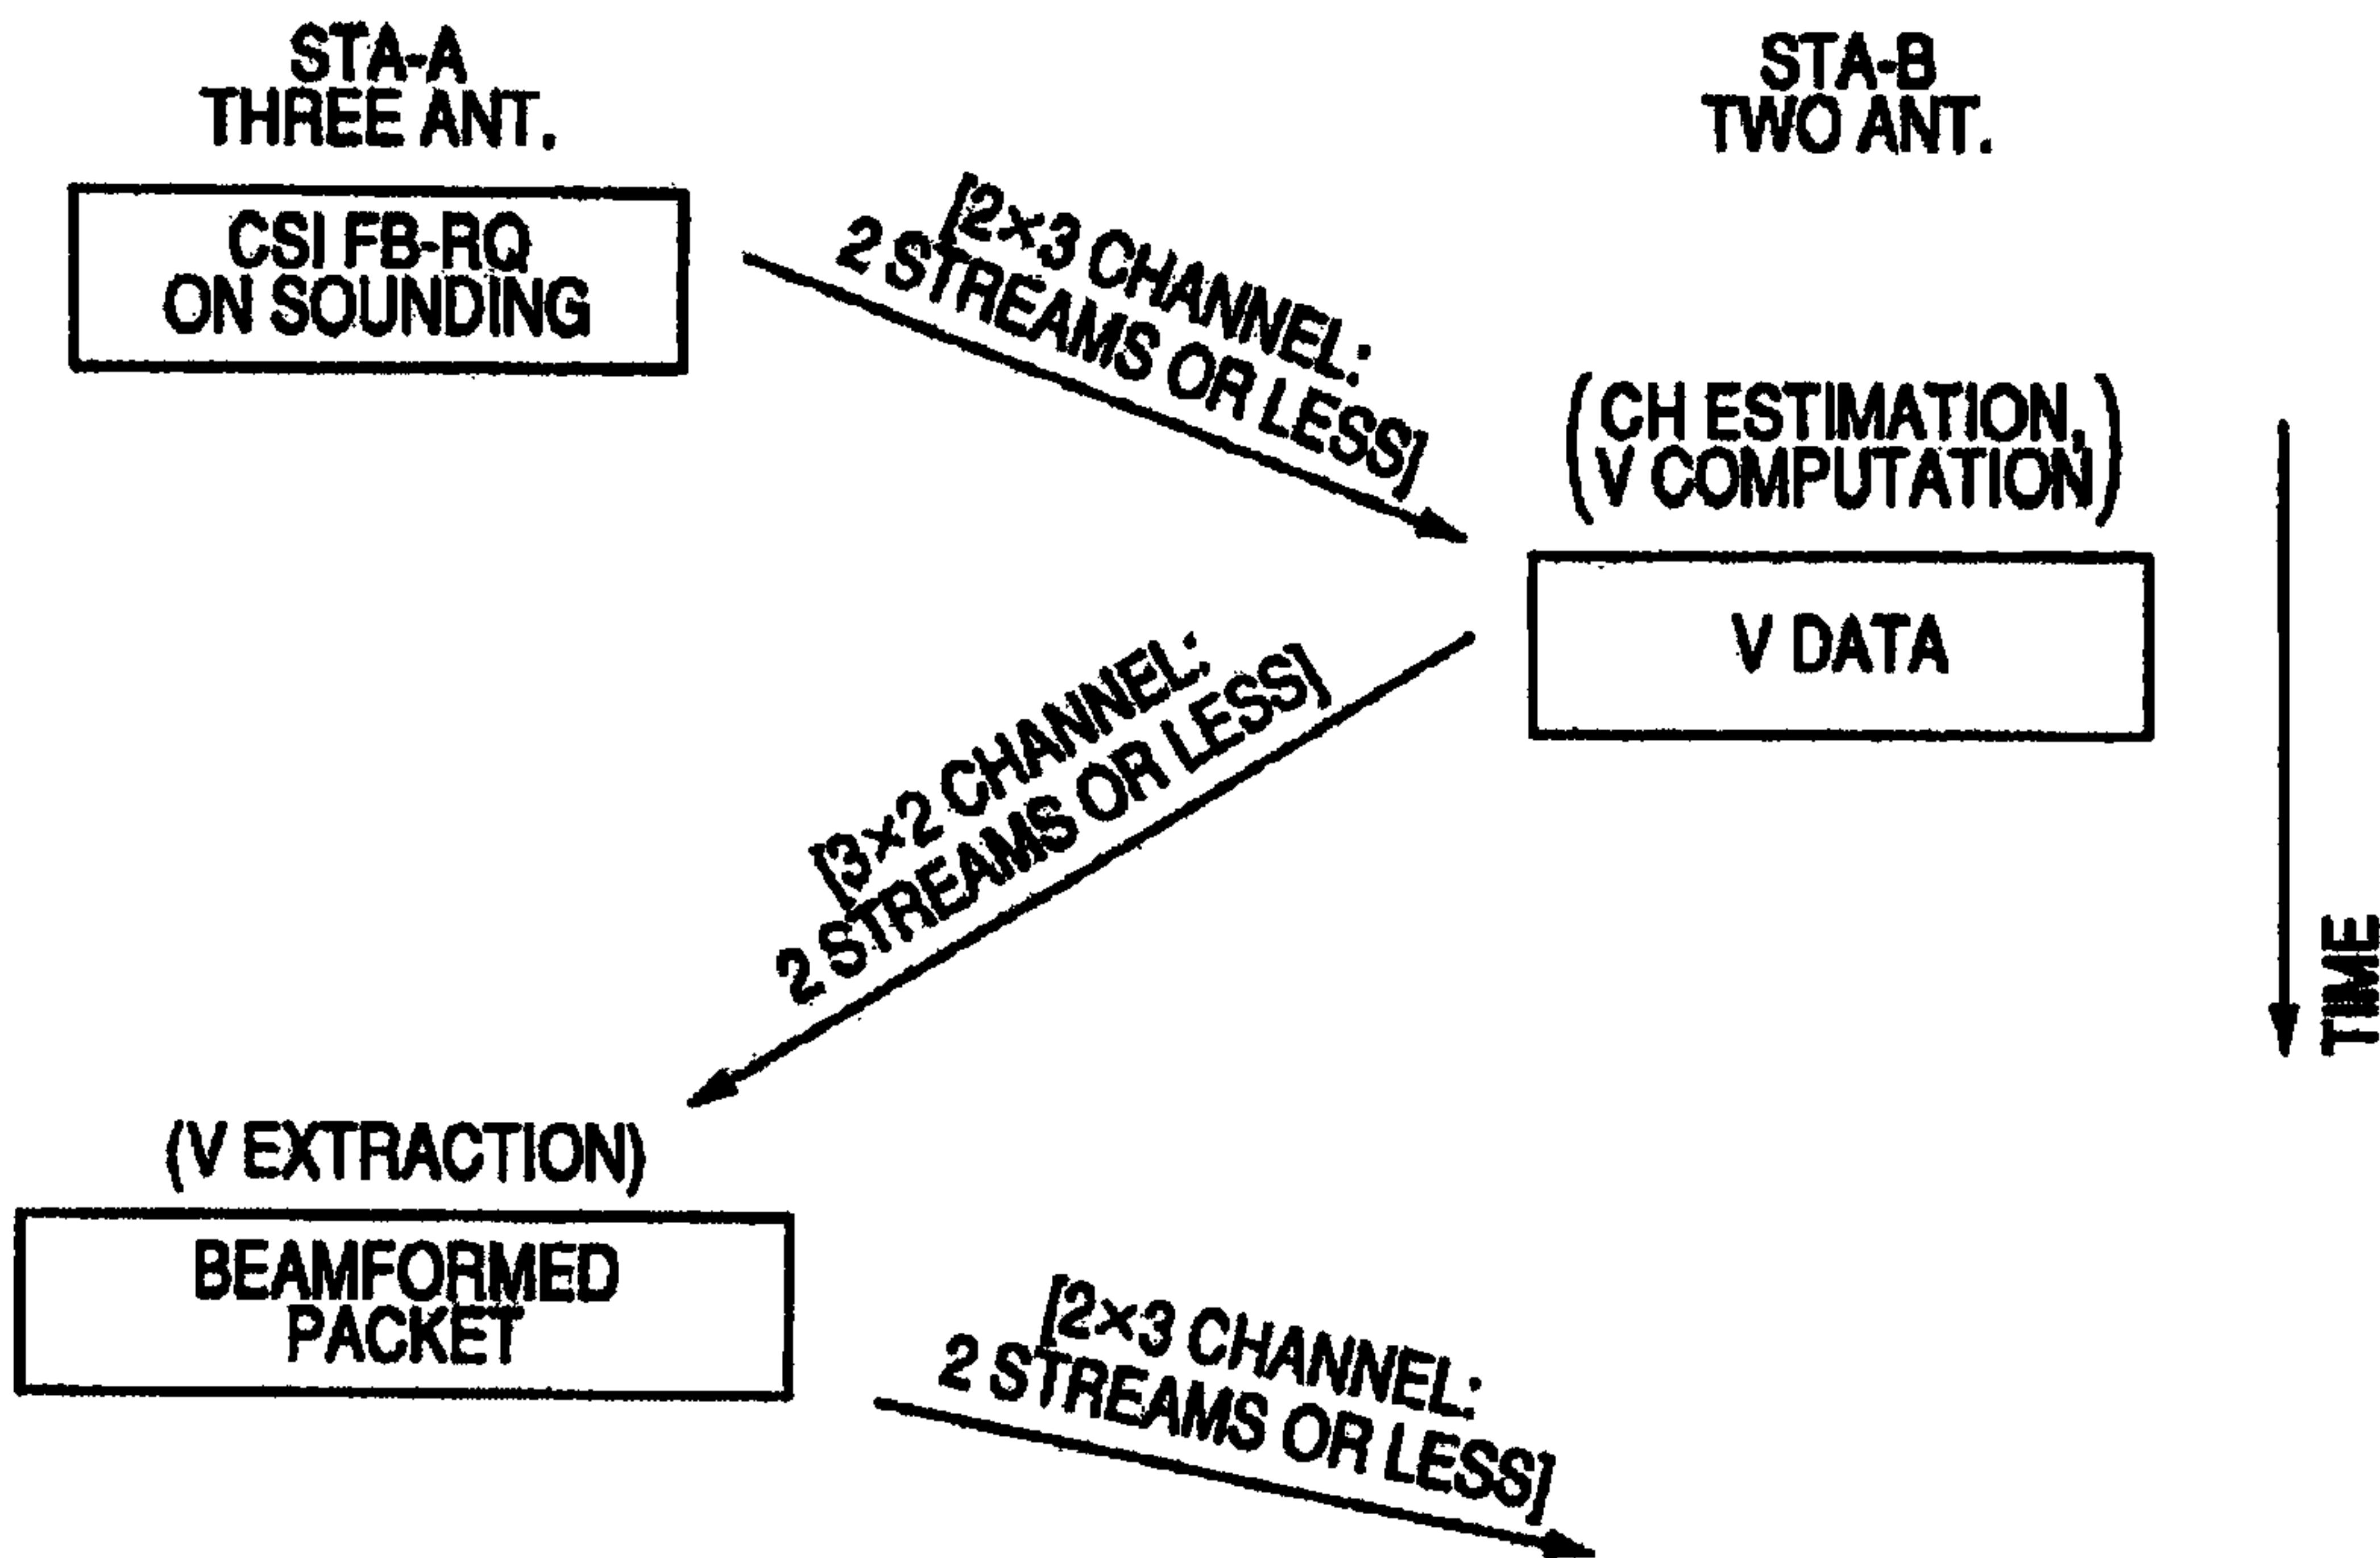 STA-A
THREE ANT.
STA-B
TWO ANT.
CSI FB-RQ
ON SOUNDING
[2×3 CHANNEL:
2 STREAMS OR LESS]
(CH ESTIMATION,
V COMPUTATION)
V DATA
[3×2 CHANNEL:
2 STREAMS OR LESS]
TIME
(V EXTRACTION)
BEAMFORMED
PACKET
[2×3 CHANNEL:
2 STREAMS OR LESS]